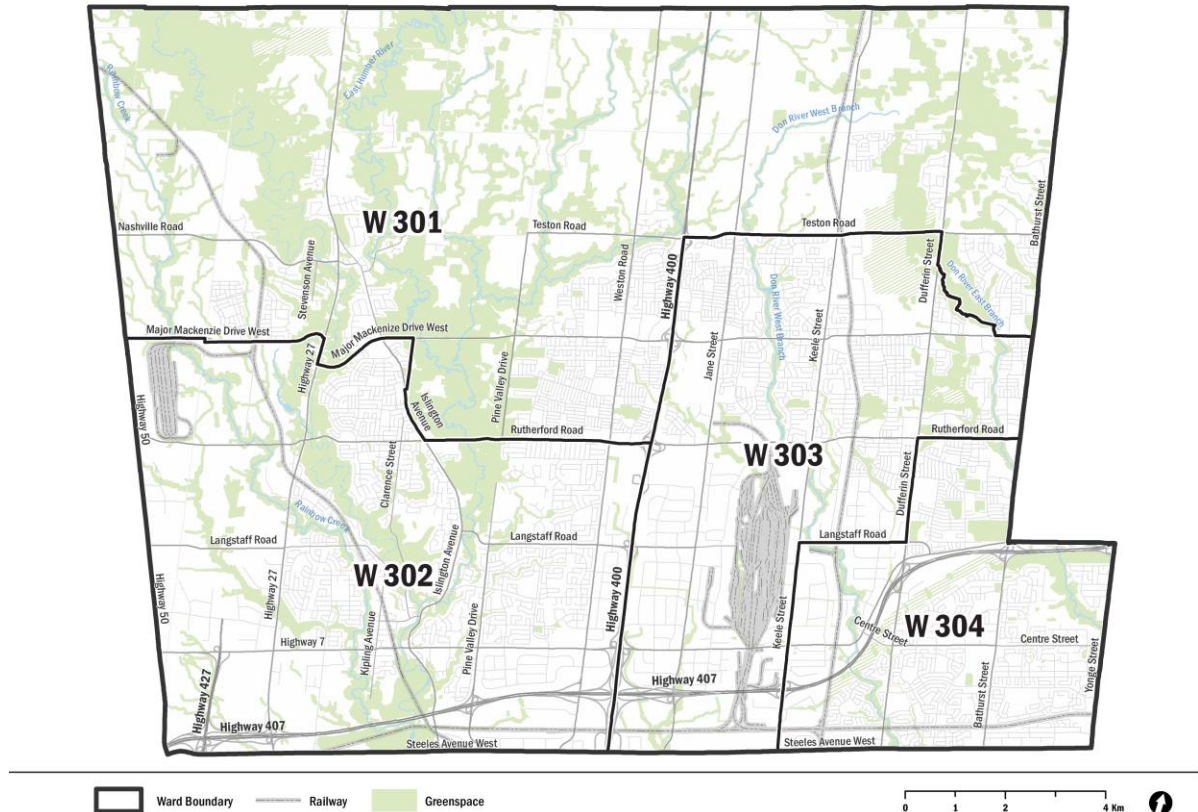 East Humber River
Rainbow Creek
Don River West Branch
W 301
Nashville Road
Teston Road
Teston Road
Bathurst Street
Stevenson Avenue
Weston Road
Highway 400
Dufferin Street
Don River East Branch
Don River West Branch
Major Mackenzie Drive West
Major Mackenize Drive West
Highway 27
Jane Street
Keele Street
Pine Valley Drive
Islington Avenue
Highway 50
Rutherford Road
Rutherford Road
Clarence Street
W 303
Dufferin Street
Rainbow Creek
Langstaff Road
Langstaff Road
Langstaff Road
Islington Avenue
W 302
Highway 50
Highway 27
Highway 400
Keele Street
Centre Street
W 304
Centre Street
Highway 7
Kipling Avenue
Pine Valley Drive
Bathurst Street
Yonge Street
Highway 427
Highway 407
Highway 407
Steeles Avenue West
Steeles Avenue West
Ward Boundary
Railway
Greenspace
0 1 2 4 Km